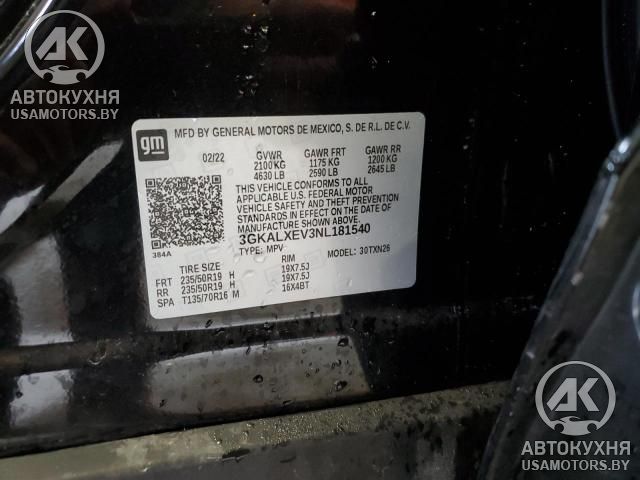 AK
АВТОКУХНЯ
USAMOTORS.BY
gm
MFD BY GENERAL MOTORS DE MEXICO, S. DE R.L. DE C.V.
02/22 GVWR GAWR FRT GAWR RR
2100KG 1175 KG 1200 KG
4630 LB 2590 LB 2645 LB
THIS VEHICLE CONFORMS TO ALL
APPLICABLE U.S. FEDERAL MOTOR
VEHICLE SAFETY AND THEFT PREVENTION
STANDARDS IN EFFECT ON THE DATE OF
MANUFACTURE SHOWN ABOVE.
3GKALXEV3NL181540
TYPE: MPV MODEL: 30TXN26
384A
TIRE SIZE RIM
FRT 235/50R19 H 19X7.5J
RR 235/50R19 H 19X7.5J
SPA T135/70R16 M 16X4BT
AK
АВТОКУХНЯ
USAMOTORS.BY